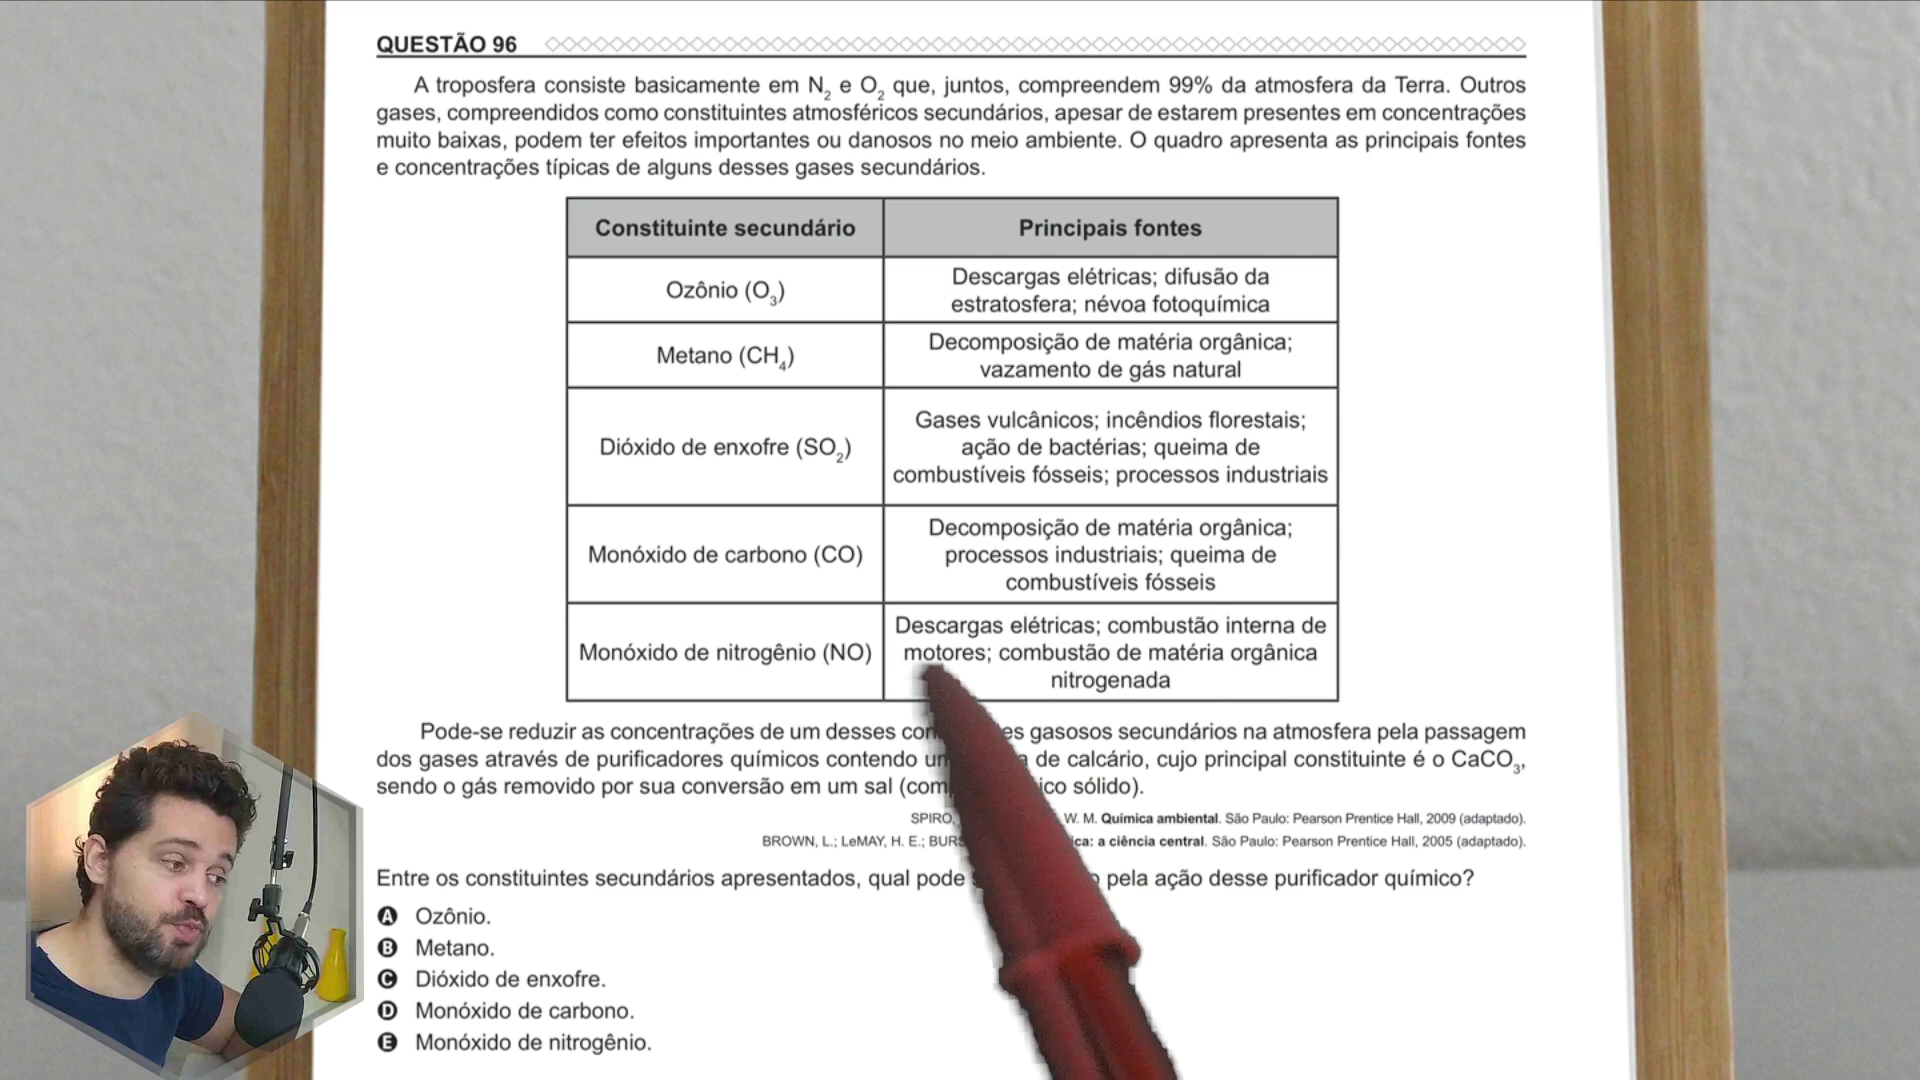 QUESTÃO 96
A troposfera consiste basicamente em N₂ e O₂ que, juntos, compreendem 99% da atmosfera da Terra. Outros
gases, compreendidos como constituintes atmosféricos secundários, apesar de estarem presentes em concentrações
muito baixas, podem ter efeitos importantes ou danosos no meio ambiente. O quadro apresenta as principais fontes
e concentrações típicas de alguns desses gases secundários.
Constituinte secundário
Principais fontes
Ozônio (O₃)
Descargas elétricas; difusão da
estratosfera; névoa fotoquímica
Metano (CH₄)
Decomposição de matéria orgânica;
vazamento de gás natural
Dióxido de enxofre (SO₂)
Gases vulcânicos; incêndios florestais;
ação de bactérias; queima de
combustíveis fósseis; processos industriais
Monóxido de carbono (CO)
Decomposição de matéria orgânica;
processos industriais; queima de
combustíveis fósseis
Monóxido de nitrogênio (NO)
Descargas elétricas; combustão interna de
motores; combustão de matéria orgânica
nitrogenada
Pode-se reduzir as concentrações de um desses gasosos secundários na atmosfera pela passagem
dos gases através de purificadores químicos contendo de calcário, cujo principal constituinte é o CaCO₃,
sendo o gás removido por sua conversão em um sal sólido).
SPIRO, W. M. Química ambiental. São Paulo: Pearson Prentice Hall, 2009 (adaptado).
BROWN, L.; LeMAY, H. E.; a ciência central. São Paulo: Pearson Prentice Hall, 2005 (adaptado).
Entre os constituintes secundários apresentados, qual pode pela ação desse purificador químico?
A Ozônio.
B Metano.
C Dióxido de enxofre.
D Monóxido de carbono.
E Monóxido de nitrogênio.